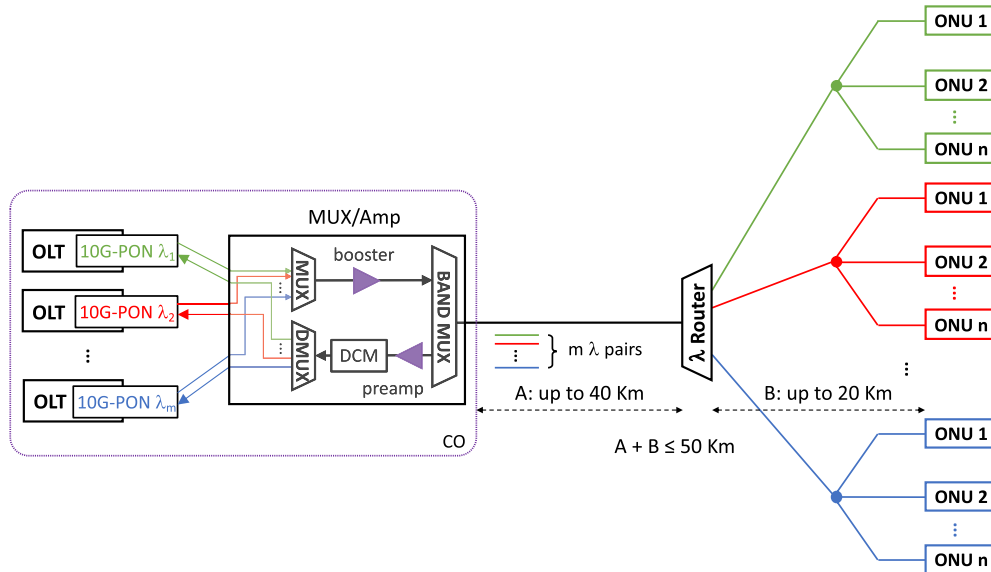 MUX/Amp
OLT
10G-PON λ1
OLT
10G-PON λ2
⋮
OLT
10G-PON λm
MUX
⋮
booster
BAND MUX
DMUX
⋮
DCM
preamp
CO
⋮
m λ pairs
A: up to 40 Km
λ Router
B: up to 20 Km
A + B ≤ 50 Km
ONU 1
ONU 2
⋮
ONU n
ONU 1
ONU 2
⋮
ONU n
⋮
ONU 1
ONU 2
⋮
ONU n